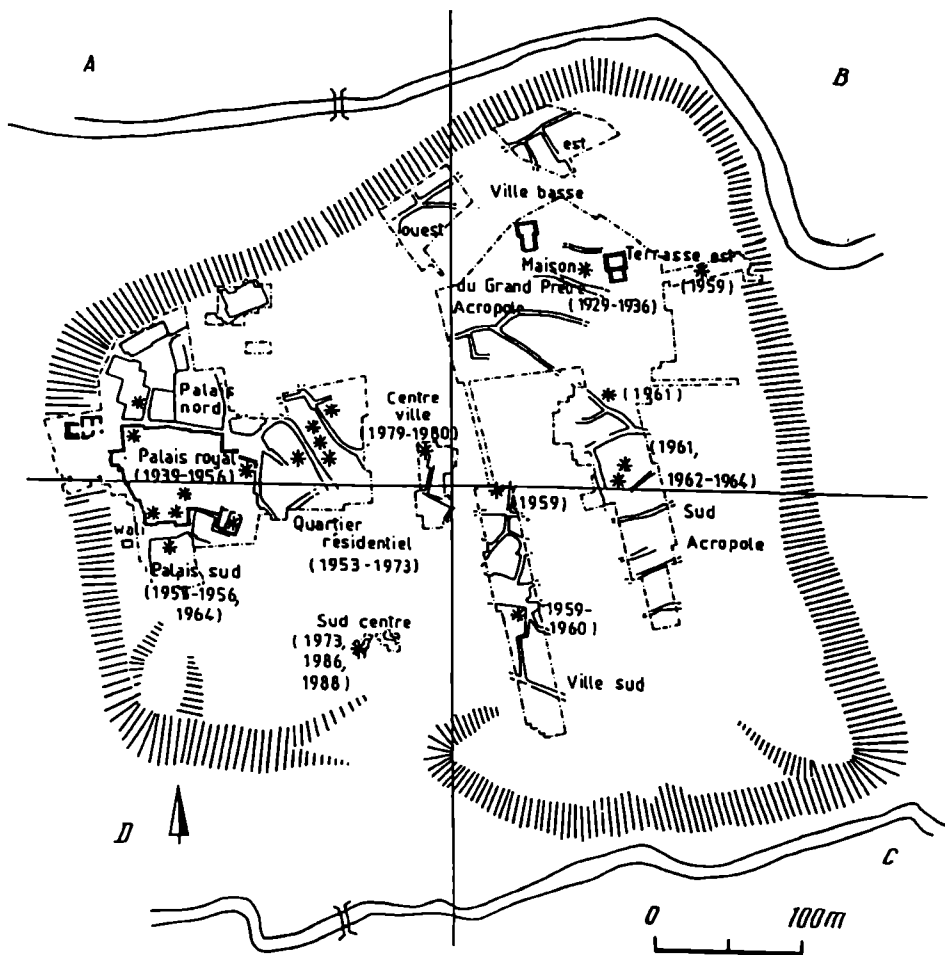 A
B
est
Ville basse
ouest
Terrasse est
(1959)
Maison
du Grand Prêtre
(1929-1936)
Acropole
Palais
nord
Centre
ville
(1979-1980)
(1961)
(1961,
1962-1964)
Palais royal
(1939-1956)
(1959)
Sud
Acropole
Quartier
résidentiel
(1953-1973)
Palais sud
(1955-1956,
1964)
Sud centre
(1973,
1986,
1988)
1959-
1960)
Ville sud
D
C
0 100m